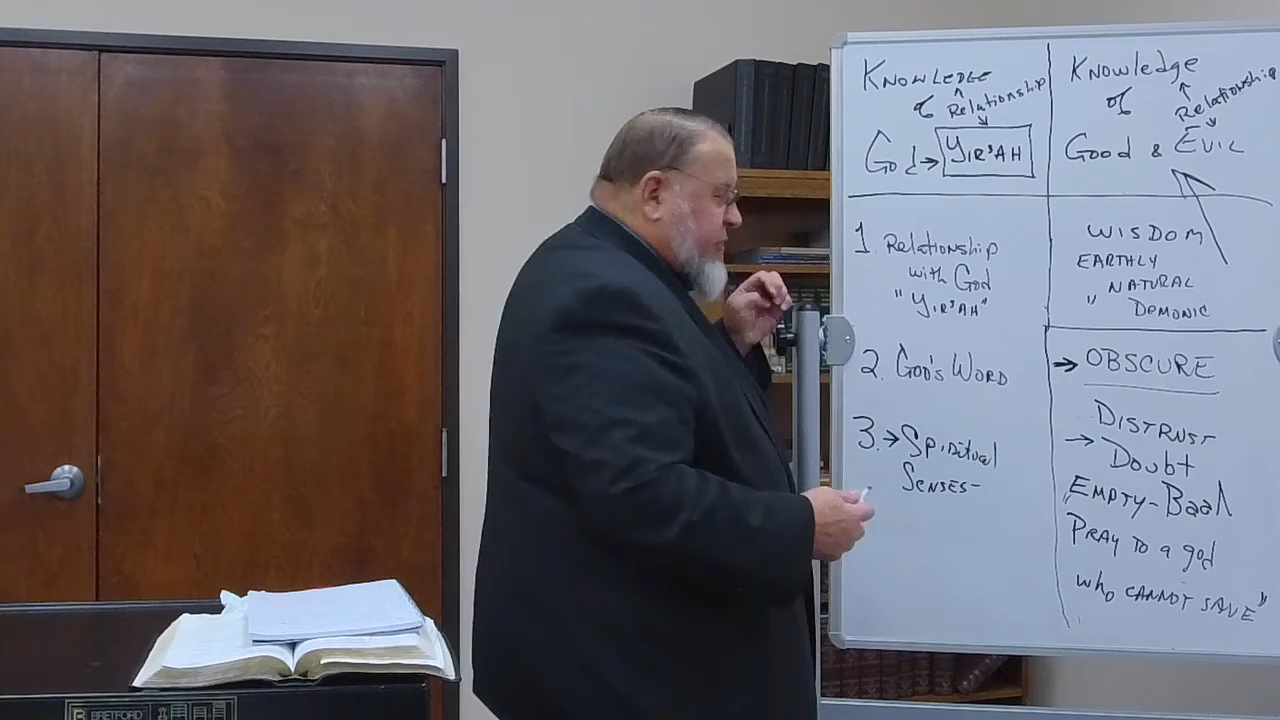 KNOWLEDGE
of Relationship
God → YIR'AH
Knowledge
of Relationship
Good & EVIL
1. Relationship
with God
"YIR'AH"
2. GOD'S WORD
3. → Spiritual
SENSES-
WISDOM
EARTHLY
NATURAL
" DEMONIC
→ OBSCURE
DISTRUST
→ Doubt
EMPTY-Baal
"PRAY TO a god
who CANNOT SAVE"
BRETFORD